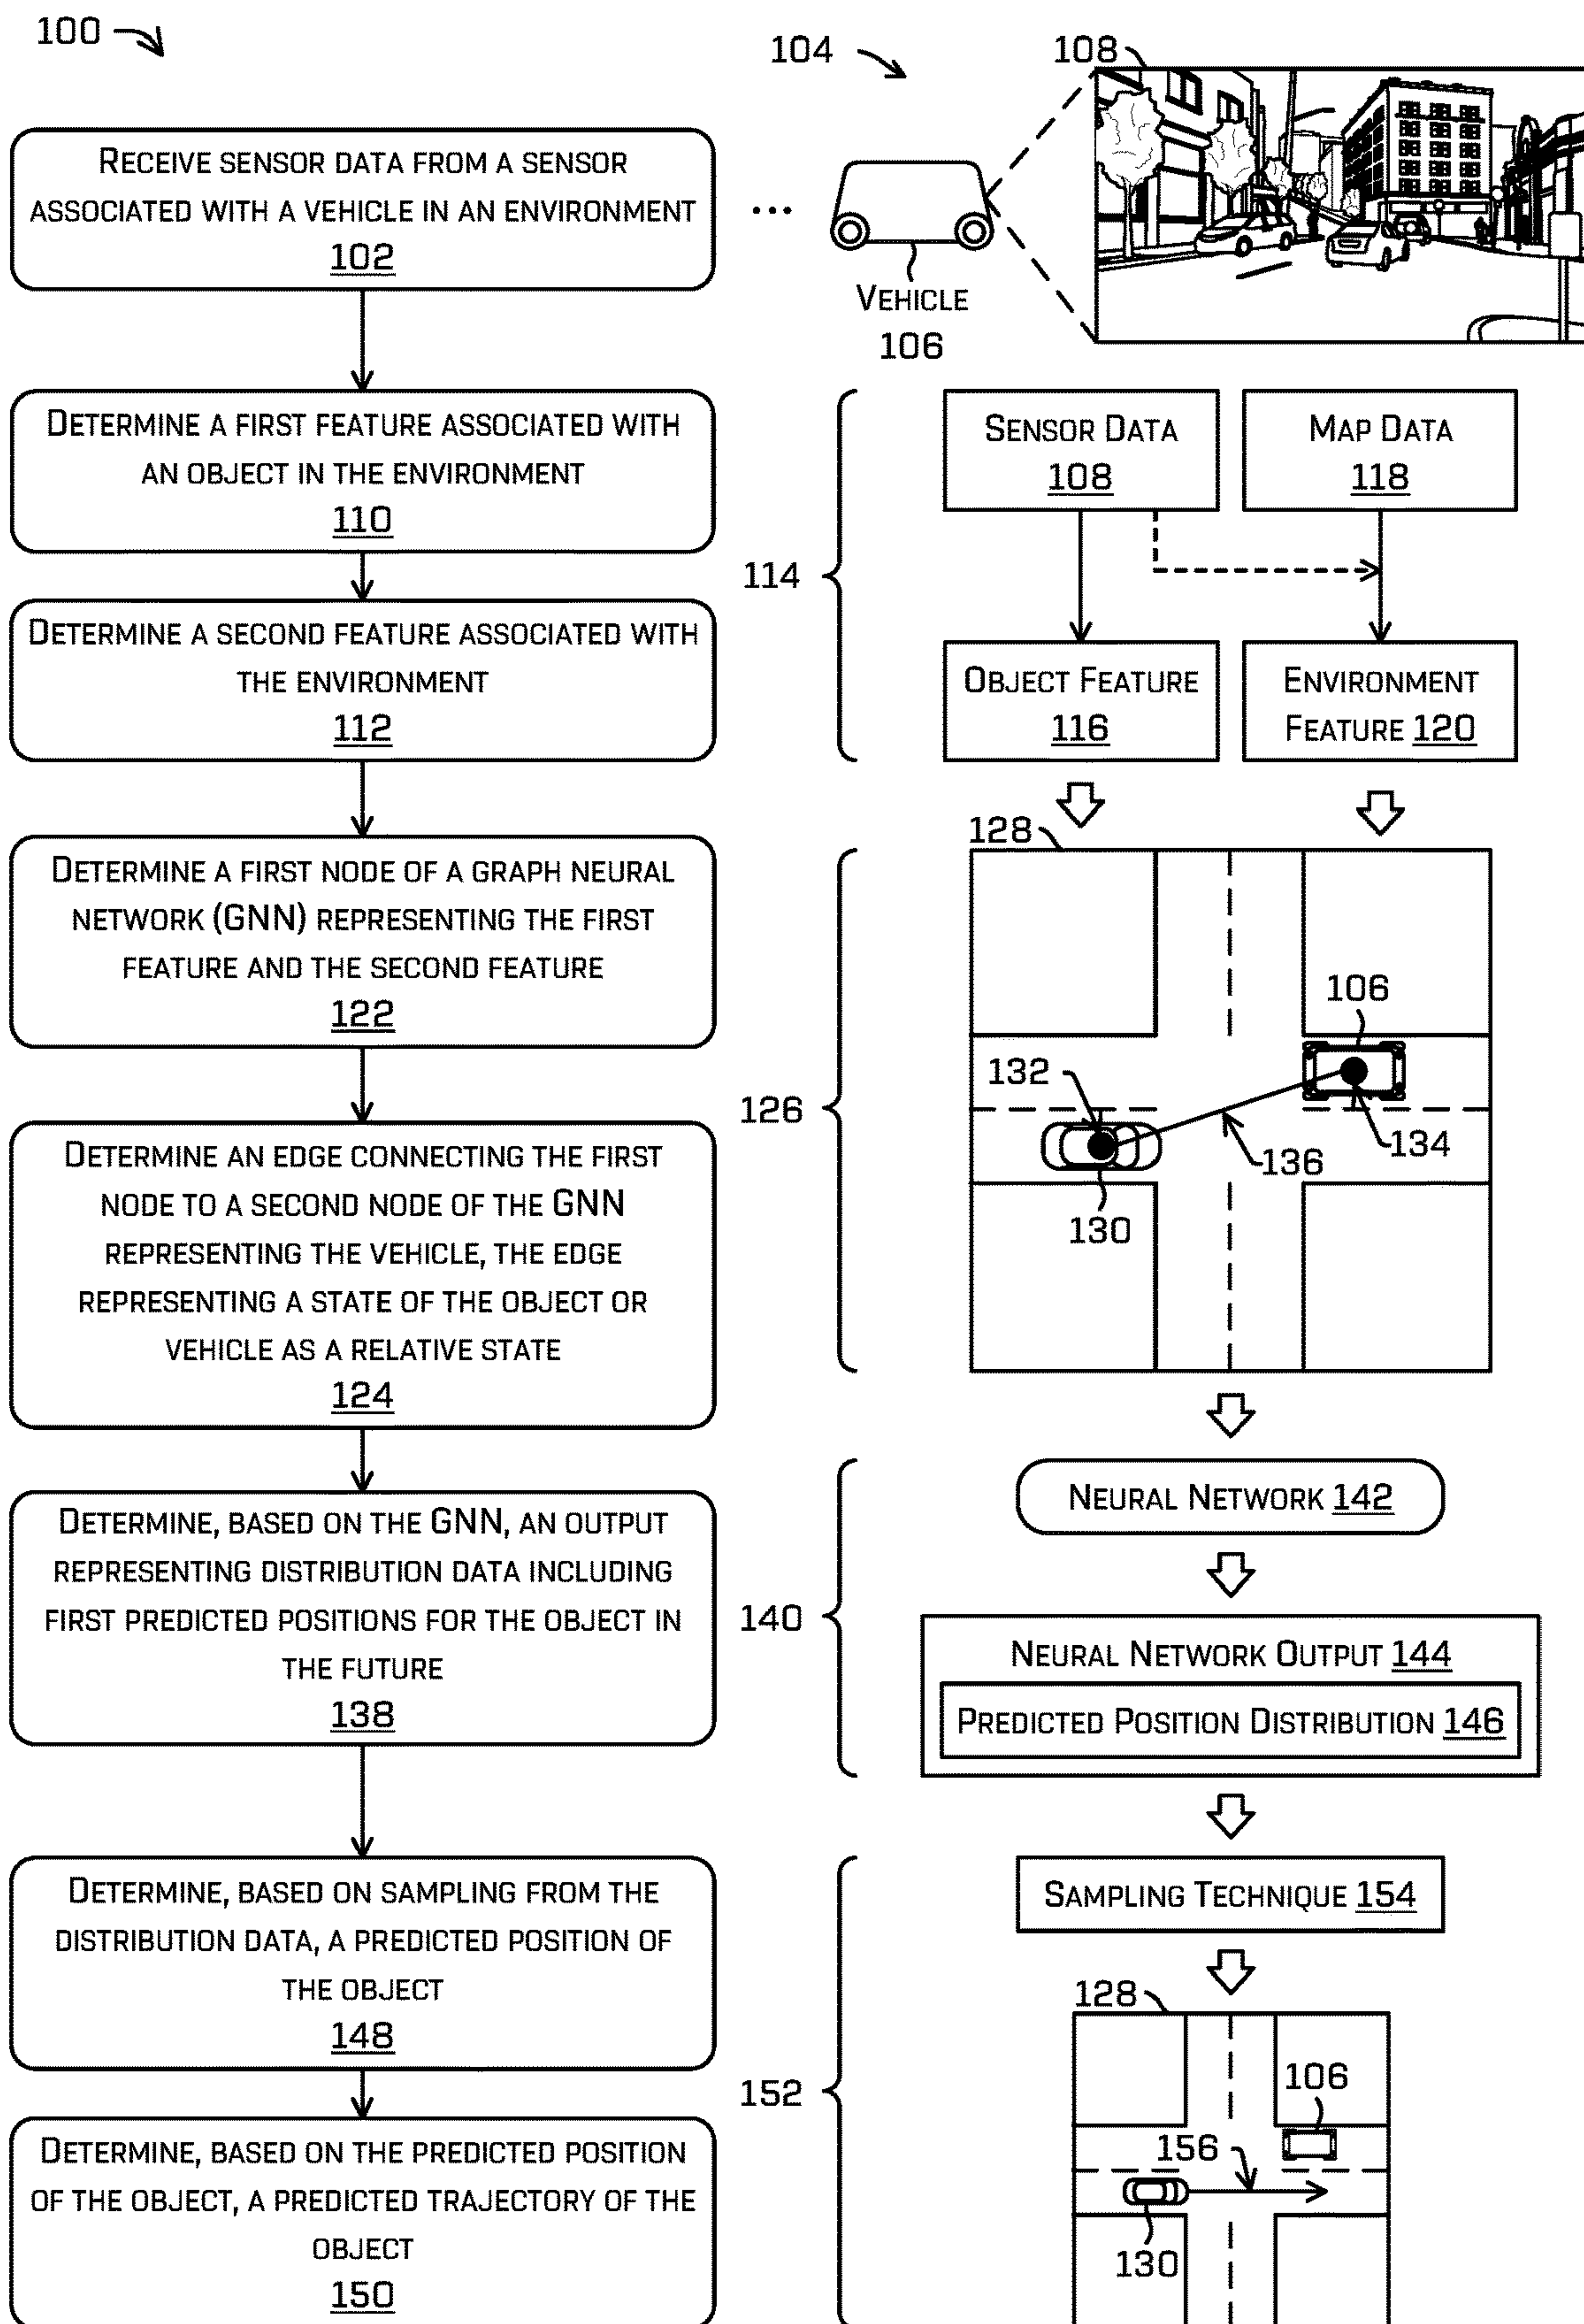 100
RECEIVE SENSOR DATA FROM A SENSOR
ASSOCIATED WITH A VEHICLE IN AN ENVIRONMENT
102
...
104
108
VEHICLE
106
DETERMINE A FIRST FEATURE ASSOCIATED WITH
AN OBJECT IN THE ENVIRONMENT
110
DETERMINE A SECOND FEATURE ASSOCIATED WITH
THE ENVIRONMENT
112
114
SENSOR DATA
108
MAP DATA
118
OBJECT FEATURE
116
ENVIRONMENT
FEATURE 120
DETERMINE A FIRST NODE OF A GRAPH NEURAL
NETWORK (GNN) REPRESENTING THE FIRST
FEATURE AND THE SECOND FEATURE
122
DETERMINE AN EDGE CONNECTING THE FIRST
NODE TO A SECOND NODE OF THE GNN
REPRESENTING THE VEHICLE, THE EDGE
REPRESENTING A STATE OF THE OBJECT OR
VEHICLE AS A RELATIVE STATE
124
126
128
106
132
134
136
130
DETERMINE, BASED ON THE GNN, AN OUTPUT
REPRESENTING DISTRIBUTION DATA INCLUDING
FIRST PREDICTED POSITIONS FOR THE OBJECT IN
THE FUTURE
138
140
NEURAL NETWORK 142
NEURAL NETWORK OUTPUT 144
PREDICTED POSITION DISTRIBUTION 146
DETERMINE, BASED ON SAMPLING FROM THE
DISTRIBUTION DATA, A PREDICTED POSITION OF
THE OBJECT
148
DETERMINE, BASED ON THE PREDICTED POSITION
OF THE OBJECT, A PREDICTED TRAJECTORY OF THE
OBJECT
150
152
SAMPLING TECHNIQUE 154
128
106
156
130